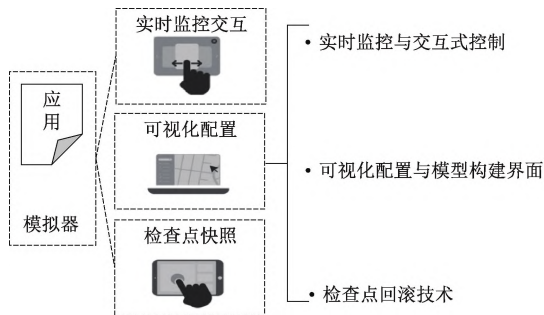 实时监控交互
• 实时监控与交互式控制
应
用
可视化配置
• 可视化配置与模型构建界面
模拟器
检查点快照
• 检查点回滚技术